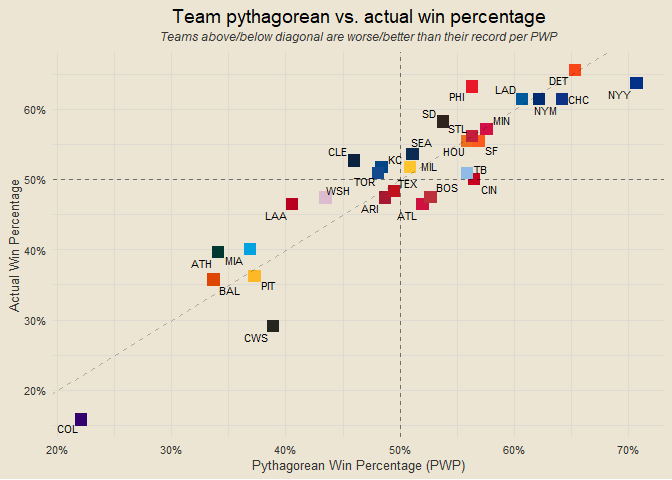 Team pythagorean vs. actual win percentage
Teams above/below diagonal are worse/better than their record per PWP
DET
NYY
PHI
LAD
NYM
CHC
60%
SD
MIN
STL
HOU
SF
SEA
CLE
KC
MIL
TB
50%
TOR
TEX
CIN
WSH
BOS
LAA
ARI
ATL
40%
ATH
MIA
BAL
PIT
30%
CWS
20%
COL
20%
30%
40%
50%
60%
70%
Pythagorean Win Percentage (PWP)
Actual Win Percentage